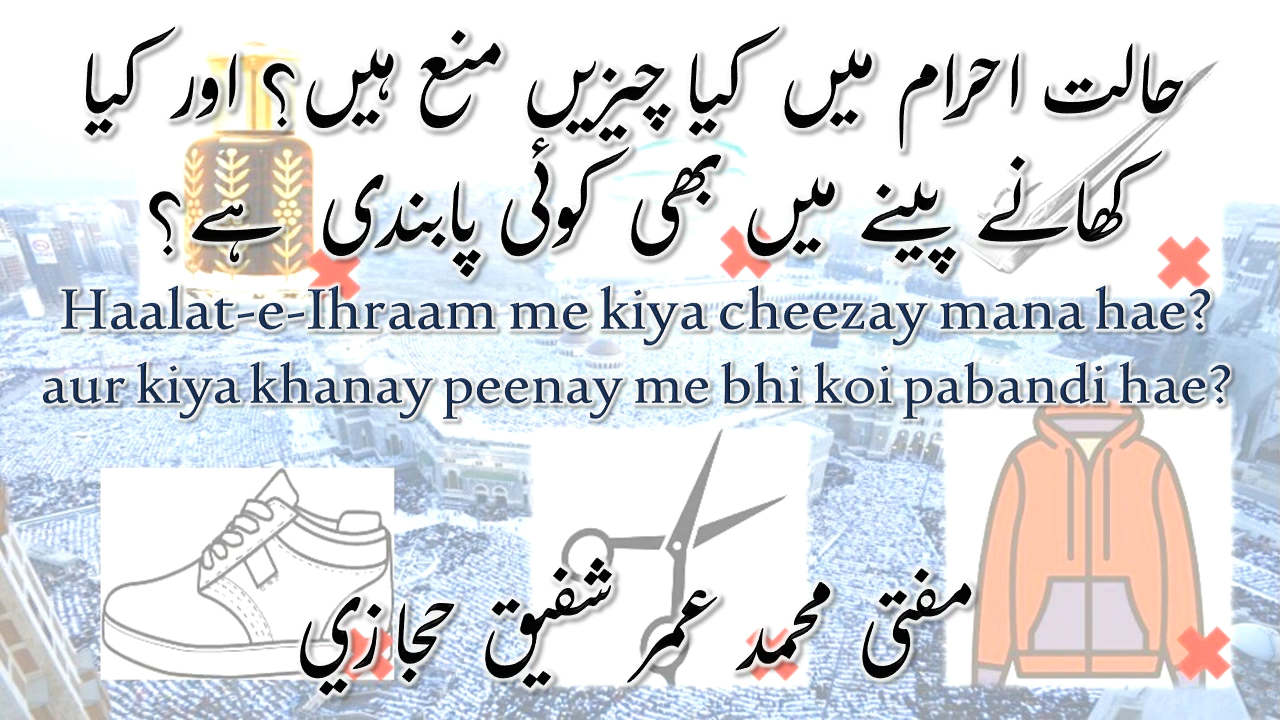 حالت احرام میں کیا چیزیں منع ہیں؟ اور کیا
کھانے پینے میں بھی کوئی پابندی ہے؟
Haalat-e-Ihraam me kiya cheezay mana hae?
aur kiya khanay peenay me bhi koi pabandi hae?
مفتی محمد عمر شفیق حجازي